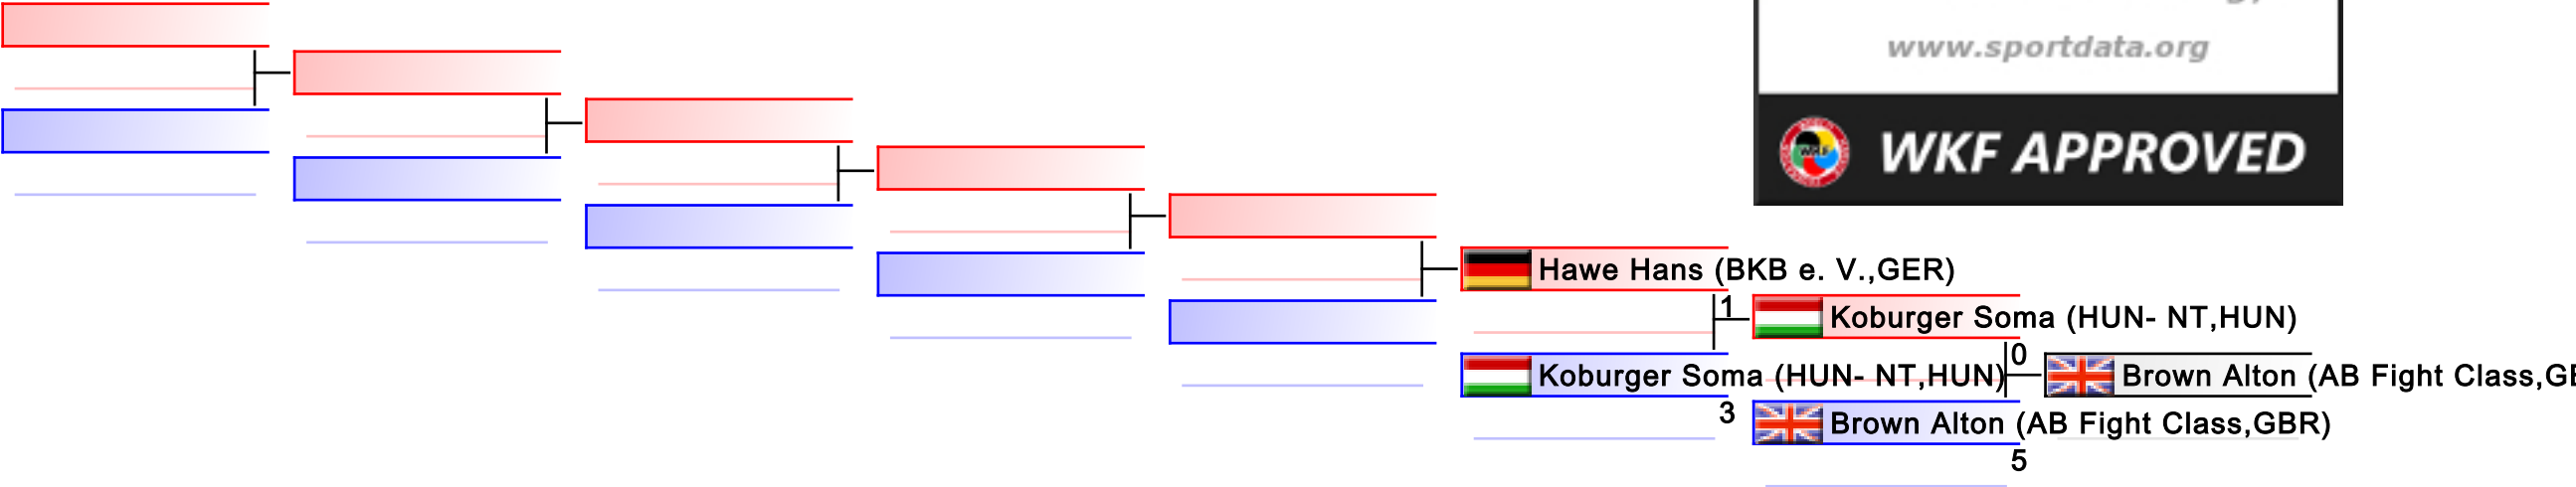 www.sportdata.org
WKF APPROVED
Hawe Hans (BKB e. V.,GER)
1
Koburger Soma (HUN- NT,HUN)
0
Koburger Soma (HUN- NT,HUN)
Brown Alton (AB Fight Class,GB
3
Brown Alton (AB Fight Class,GBR)
5